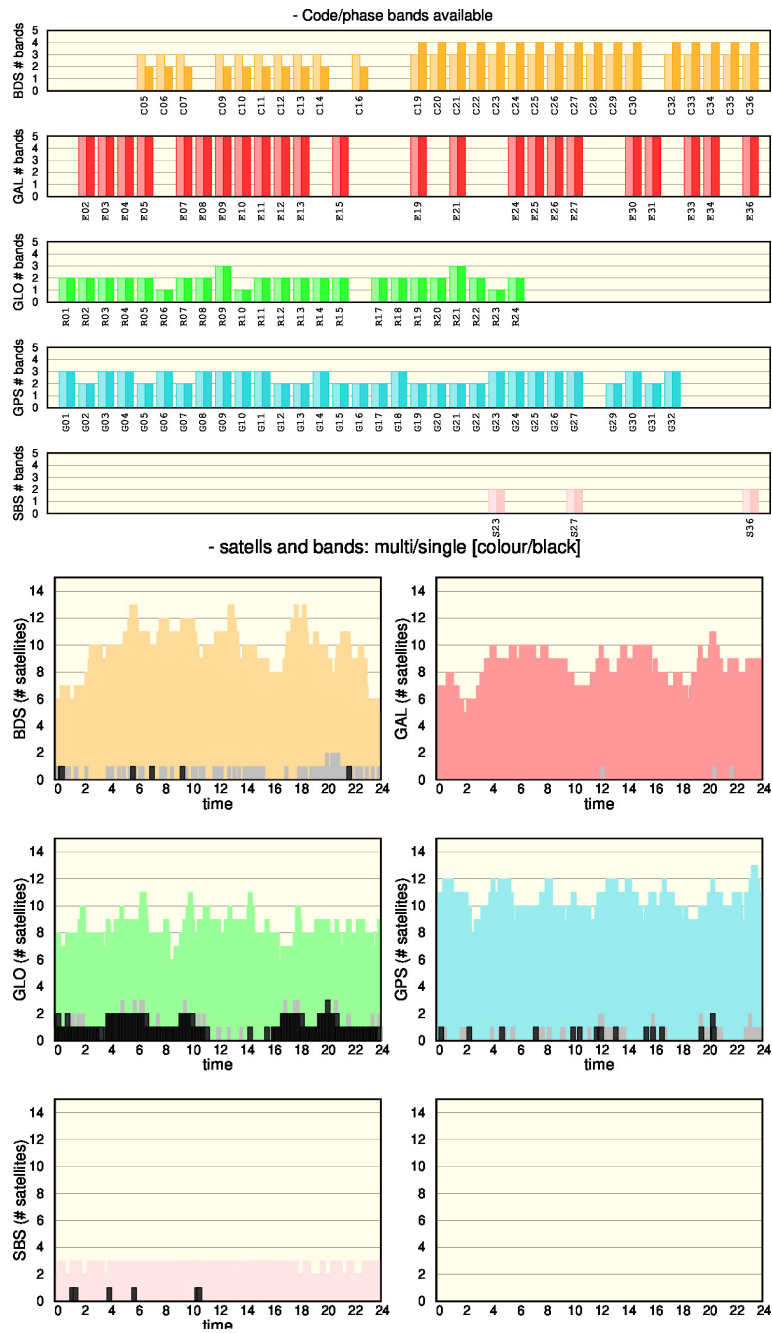 - Code/phase bands available
BDS # bands
5
4
3
2
1
0
C05 C06 C07 C09 C10 C11 C12 C13 C14 C16 C19 C20 C21 C22 C23 C24 C25 C26 C27 C28 C29 C30 C32 C33 C34 C35 C36
GAL # bands
5
4
3
2
1
0
E02 E03 E04 E05 E07 E08 E09 E10 E11 E12 E13 E15 E19 E21 E24 E25 E26 E27 E30 E31 E33 E34 E36
GLO # bands
5
4
3
2
1
0
R01 R02 R03 R04 R05 R06 R07 R08 R09 R10 R11 R12 R13 R14 R15 R17 R18 R19 R20 R21 R22 R23 R24
GPS # bands
5
4
3
2
1
0
G01 G02 G03 G04 G05 G06 G07 G08 G09 G10 G11 G12 G13 G14 G15 G16 G17 G18 G19 G20 G21 G22 G23 G24 G25 G26 G27 G29 G30 G31 G32
SBS # bands
5
4
3
2
1
0
S23 S27 S36
- satells and bands: multi/single [colour/black]
BDS (# satellites)
14
12
10
8
6
4
2
0
0 2 4 6 8 10 12 14 16 18 20 22 24
time
GAL (# satellites)
14
12
10
8
6
4
2
0
0 2 4 6 8 10 12 14 16 18 20 22 24
time
GLO (# satellites)
14
12
10
8
6
4
2
0
0 2 4 6 8 10 12 14 16 18 20 22 24
time
GPS (# satellites)
14
12
10
8
6
4
2
0
0 2 4 6 8 10 12 14 16 18 20 22 24
time
SBS (# satellites)
14
12
10
8
6
4
2
0
0 2 4 6 8 10 12 14 16 18 20 22 24
time
14
12
10
8
6
4
2
0
0 2 4 6 8 10 12 14 16 18 20 22 24